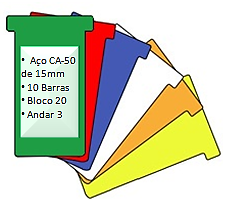 • Aço CA-50
de 15mm
• 10 Barras
• Bloco 20
• Andar 3